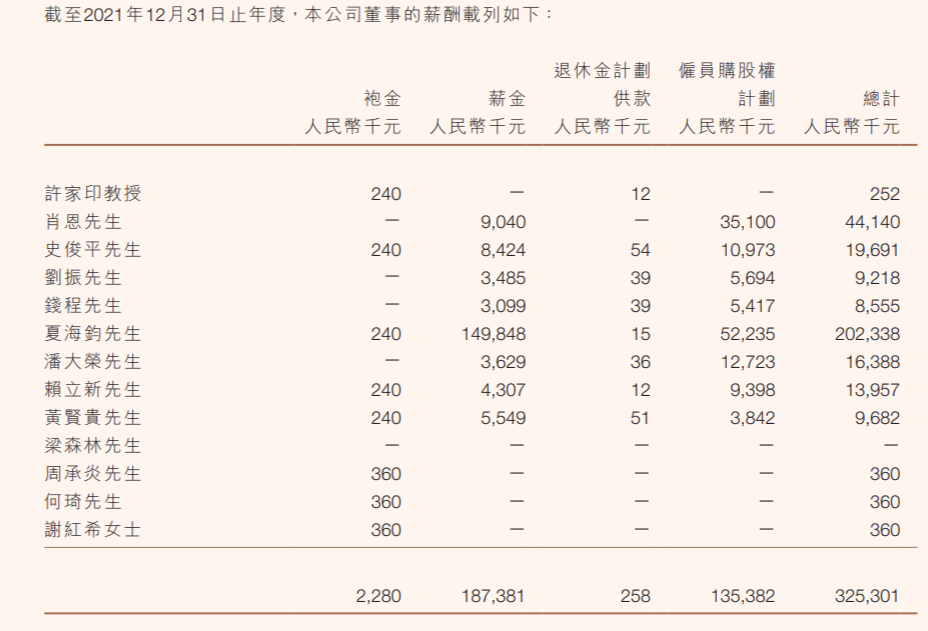 截至2021年12月31日止年度，本公司董事的薪酬載列如下：
退休金計劃 僱員購股權
袍金 薪金 供款 計劃 總計
人民幣千元 人民幣千元 人民幣千元 人民幣千元 人民幣千元
許家印教授 240 — 12 — 252
肖恩先生 — 9,040 — 35,100 44,140
史俊平先生 240 8,424 54 10,973 19,691
劉振先生 — 3,485 39 5,694 9,218
錢程先生 — 3,099 39 5,417 8,555
夏海鈞先生 240 149,848 15 52,235 202,338
潘大榮先生 — 3,629 36 12,723 16,388
賴立新先生 240 4,307 12 9,398 13,957
黃賢貴先生 240 5,549 51 3,842 9,682
梁森林先生 — — — — —
周承炎先生 360 — — — 360
何琦先生 360 — — — 360
謝紅希女士 360 — — — 360
2,280 187,381 258 135,382 325,301